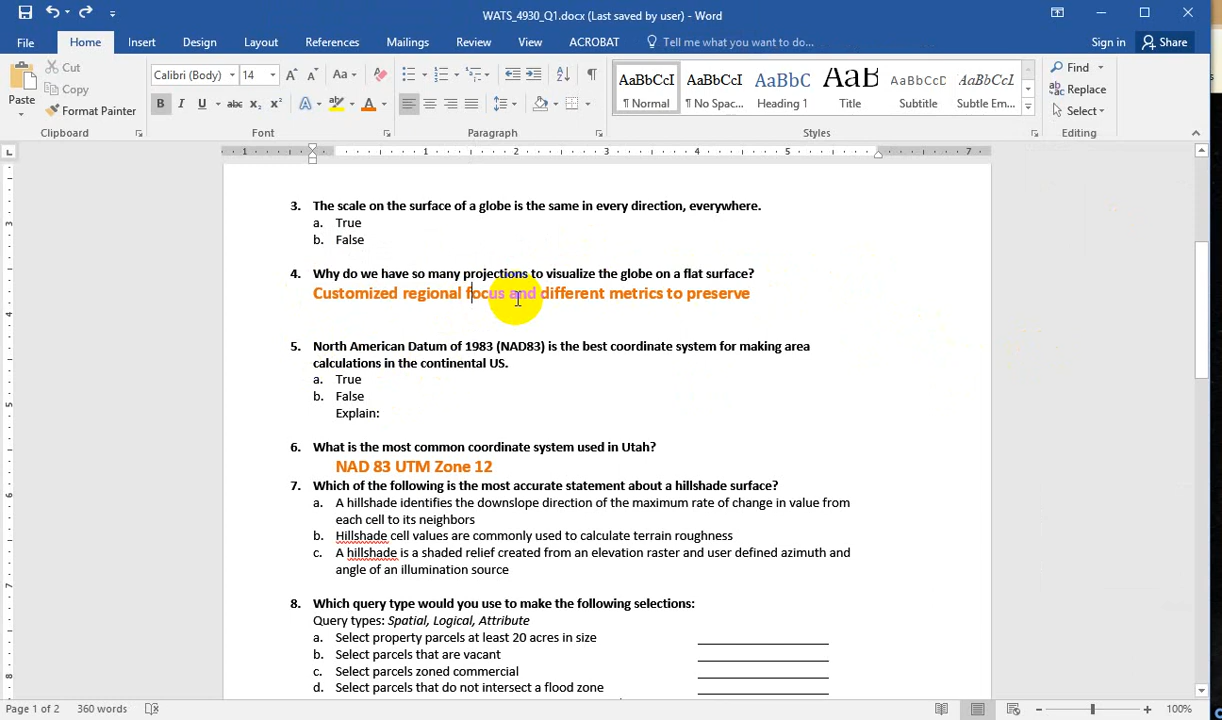 WATS_4930_Q1.docx (Last saved by user) - Word
File Home Insert Design Layout References Mailings Review View ACROBAT Tell me what you want to do... Sign in Share
Paste Cut Copy Format Painter
Calibri (Body) 14 Aa
B I U abc X₂ X² A A
AaBbCcI AaBbCcI AaBbC AaB AaBbCcD AaBbCcI
¶ Normal ¶ No Spac... Heading 1 Title Subtitle Subtle Em...
Find Replace Select
Clipboard Font Paragraph Styles Editing
1 1 2 3 4 5 7
3. The scale on the surface of a globe is the same in every direction, everywhere.
a. True
b. False
4. Why do we have so many projections to visualize the globe on a flat surface?
Customized regional focus and different metrics to preserve
5. North American Datum of 1983 (NAD83) is the best coordinate system for making area
calculations in the continental US.
a. True
b. False
Explain:
6. What is the most common coordinate system used in Utah?
NAD 83 UTM Zone 12
7. Which of the following is the most accurate statement about a hillshade surface?
a. A hillshade identifies the downslope direction of the maximum rate of change in value from
each cell to its neighbors
b. Hillshade cell values are commonly used to calculate terrain roughness
c. A hillshade is a shaded relief created from an elevation raster and user defined azimuth and
angle of an illumination source
8. Which query type would you use to make the following selections:
Query types: Spatial, Logical, Attribute
a. Select property parcels at least 20 acres in size
b. Select parcels that are vacant
c. Select parcels zoned commercial
d. Select parcels that do not intersect a flood zone
Page 1 of 2 360 words 100%